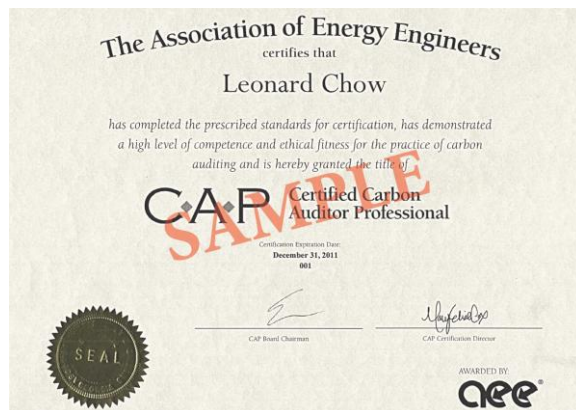 The Association of Energy Engineers
certifies that
Leonard Chow
has completed the prescribed standards for certification, has demonstrated
a high level of competence and ethical fitness for the practice of carbon
auditing and is hereby granted the title of
C·A·P Certified Carbon
Auditor Professional
SAMPLE
Certification Expiration Date:
December 31, 2011
001
CAP Board Chairman
CAP Certification Director
SEAL
AWARDED BY:
aee®